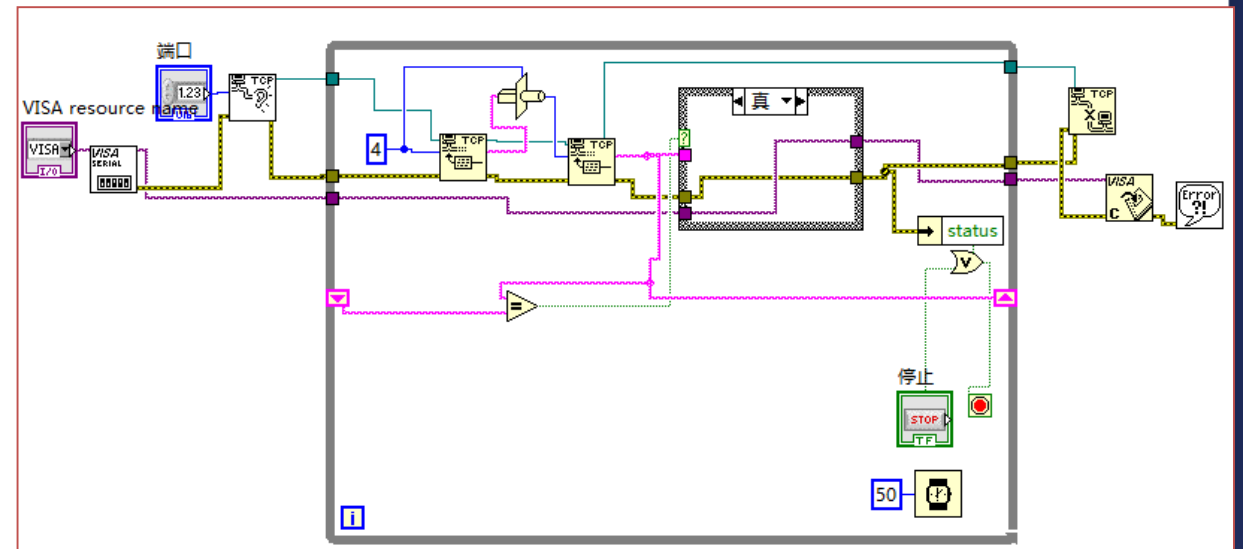 端口
TCP
1.23
U16
VISA resource name
VISA
I/O
VISA
SERIAL
4
TCP
TCP
真
?
TCP
VISA
C
Error
?!
status
V
=
停止
STOP
TF
50
i